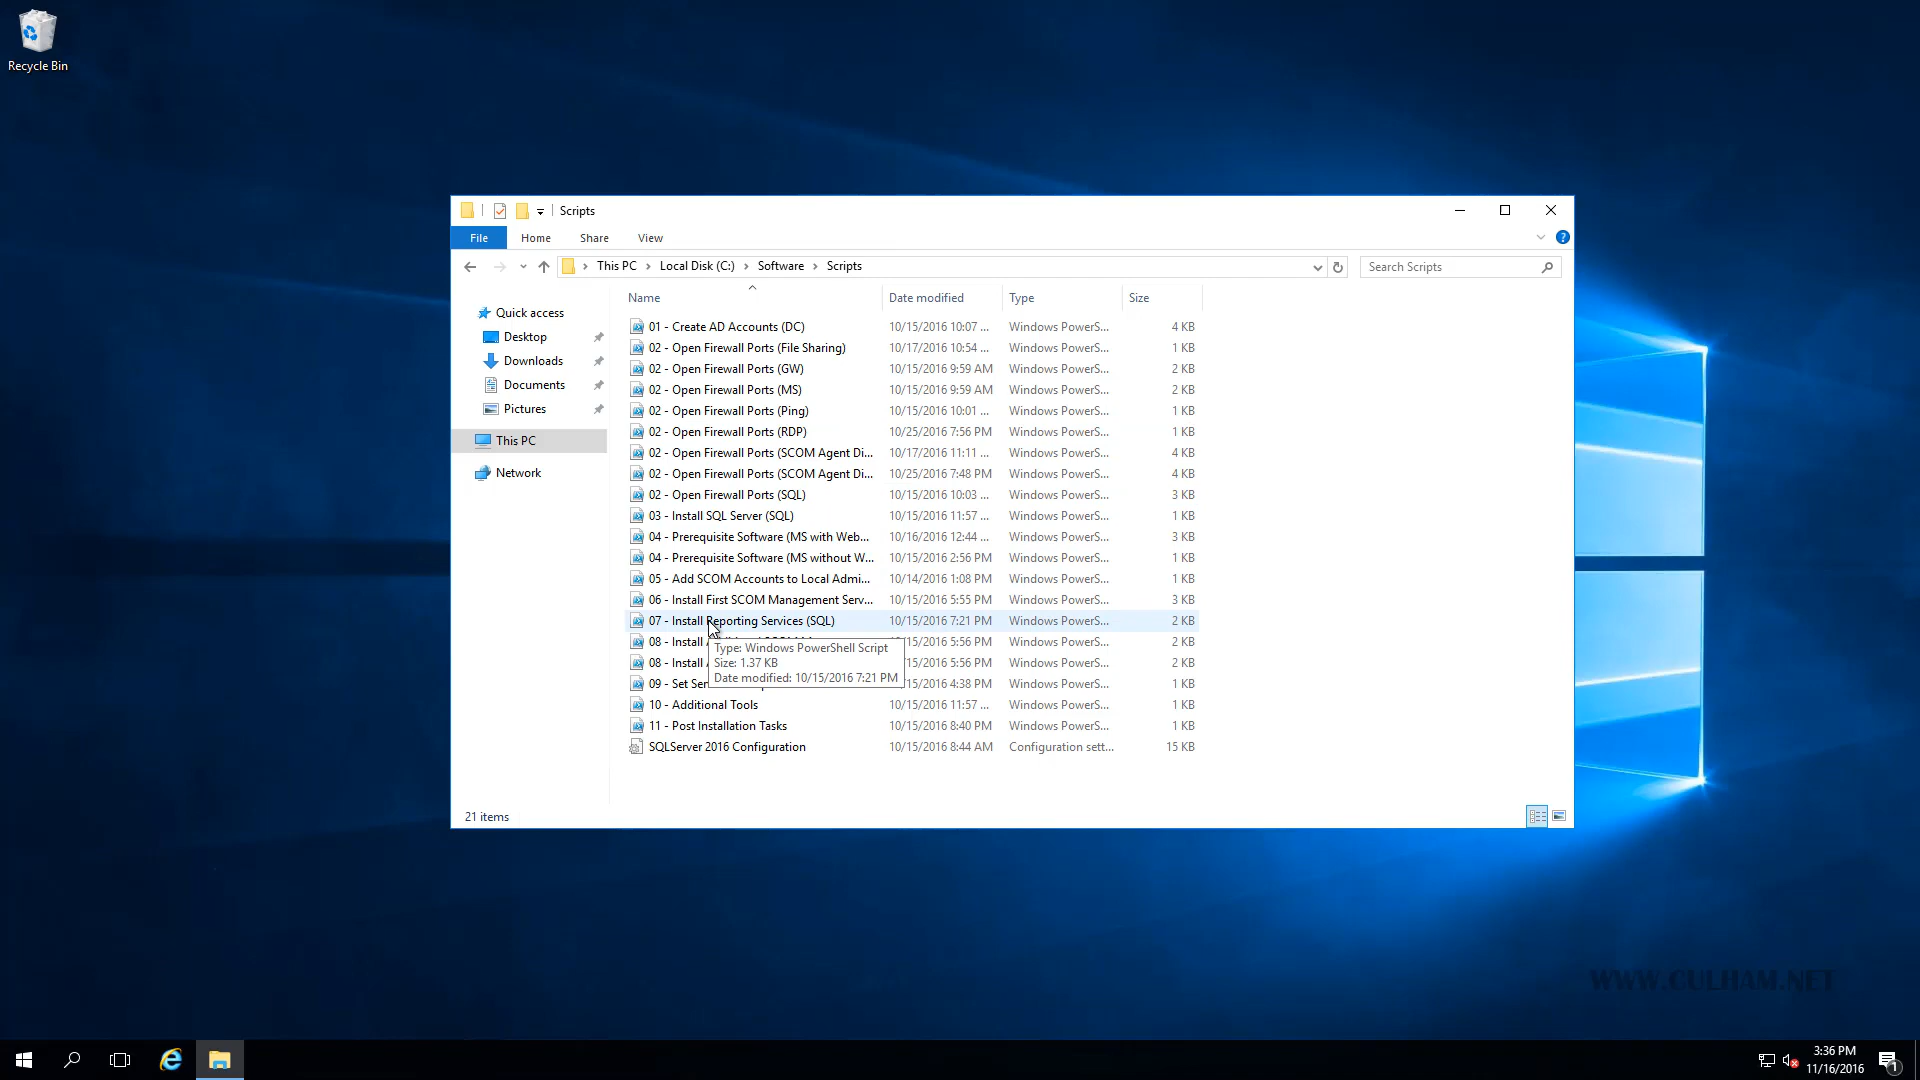 Recycle Bin
Scripts
File Home Share View
This PC Local Disk (C:) Software Scripts
Search Scripts
Name Date modified Type Size
Quick access
Desktop
Downloads
Documents
Pictures
This PC
Network
01 - Create AD Accounts (DC) 10/15/2016 10:07 ... Windows PowerS... 4 KB
02 - Open Firewall Ports (File Sharing) 10/17/2016 10:54 ... Windows PowerS... 1 KB
02 - Open Firewall Ports (GW) 10/15/2016 9:59 AM Windows PowerS... 2 KB
02 - Open Firewall Ports (MS) 10/15/2016 9:59 AM Windows PowerS... 2 KB
02 - Open Firewall Ports (Ping) 10/15/2016 10:01 ... Windows PowerS... 1 KB
02 - Open Firewall Ports (RDP) 10/25/2016 7:56 PM Windows PowerS... 1 KB
02 - Open Firewall Ports (SCOM Agent Di... 10/17/2016 11:11 ... Windows PowerS... 4 KB
02 - Open Firewall Ports (SCOM Agent Di... 10/25/2016 7:48 PM Windows PowerS... 4 KB
02 - Open Firewall Ports (SQL) 10/15/2016 10:03 ... Windows PowerS... 3 KB
03 - Install SQL Server (SQL) 10/15/2016 11:57 ... Windows PowerS... 1 KB
04 - Prerequisite Software (MS with Web... 10/16/2016 12:44 ... Windows PowerS... 3 KB
04 - Prerequisite Software (MS without W... 10/15/2016 2:56 PM Windows PowerS... 1 KB
05 - Add SCOM Accounts to Local Admi... 10/14/2016 1:08 PM Windows PowerS... 1 KB
06 - Install First SCOM Management Serv... 10/15/2016 5:55 PM Windows PowerS... 3 KB
07 - Install Reporting Services (SQL) 10/15/2016 7:21 PM Windows PowerS... 2 KB
08 - Install /15/2016 5:56 PM Windows PowerS... 2 KB
08 - Install /15/2016 5:56 PM Windows PowerS... 2 KB
09 - Set /15/2016 4:38 PM Windows PowerS... 1 KB
Type: Windows PowerShell Script
Size: 1.37 KB
Date modified: 10/15/2016 7:21 PM
10 - Additional Tools 10/15/2016 11:57 ... Windows PowerS... 1 KB
11 - Post Installation Tasks 10/15/2016 8:40 PM Windows PowerS... 1 KB
SQLServer 2016 Configuration 10/15/2016 8:44 AM Configuration sett... 15 KB
21 items
WWW.CULHAM.NET
3:36 PM
11/16/2016
1